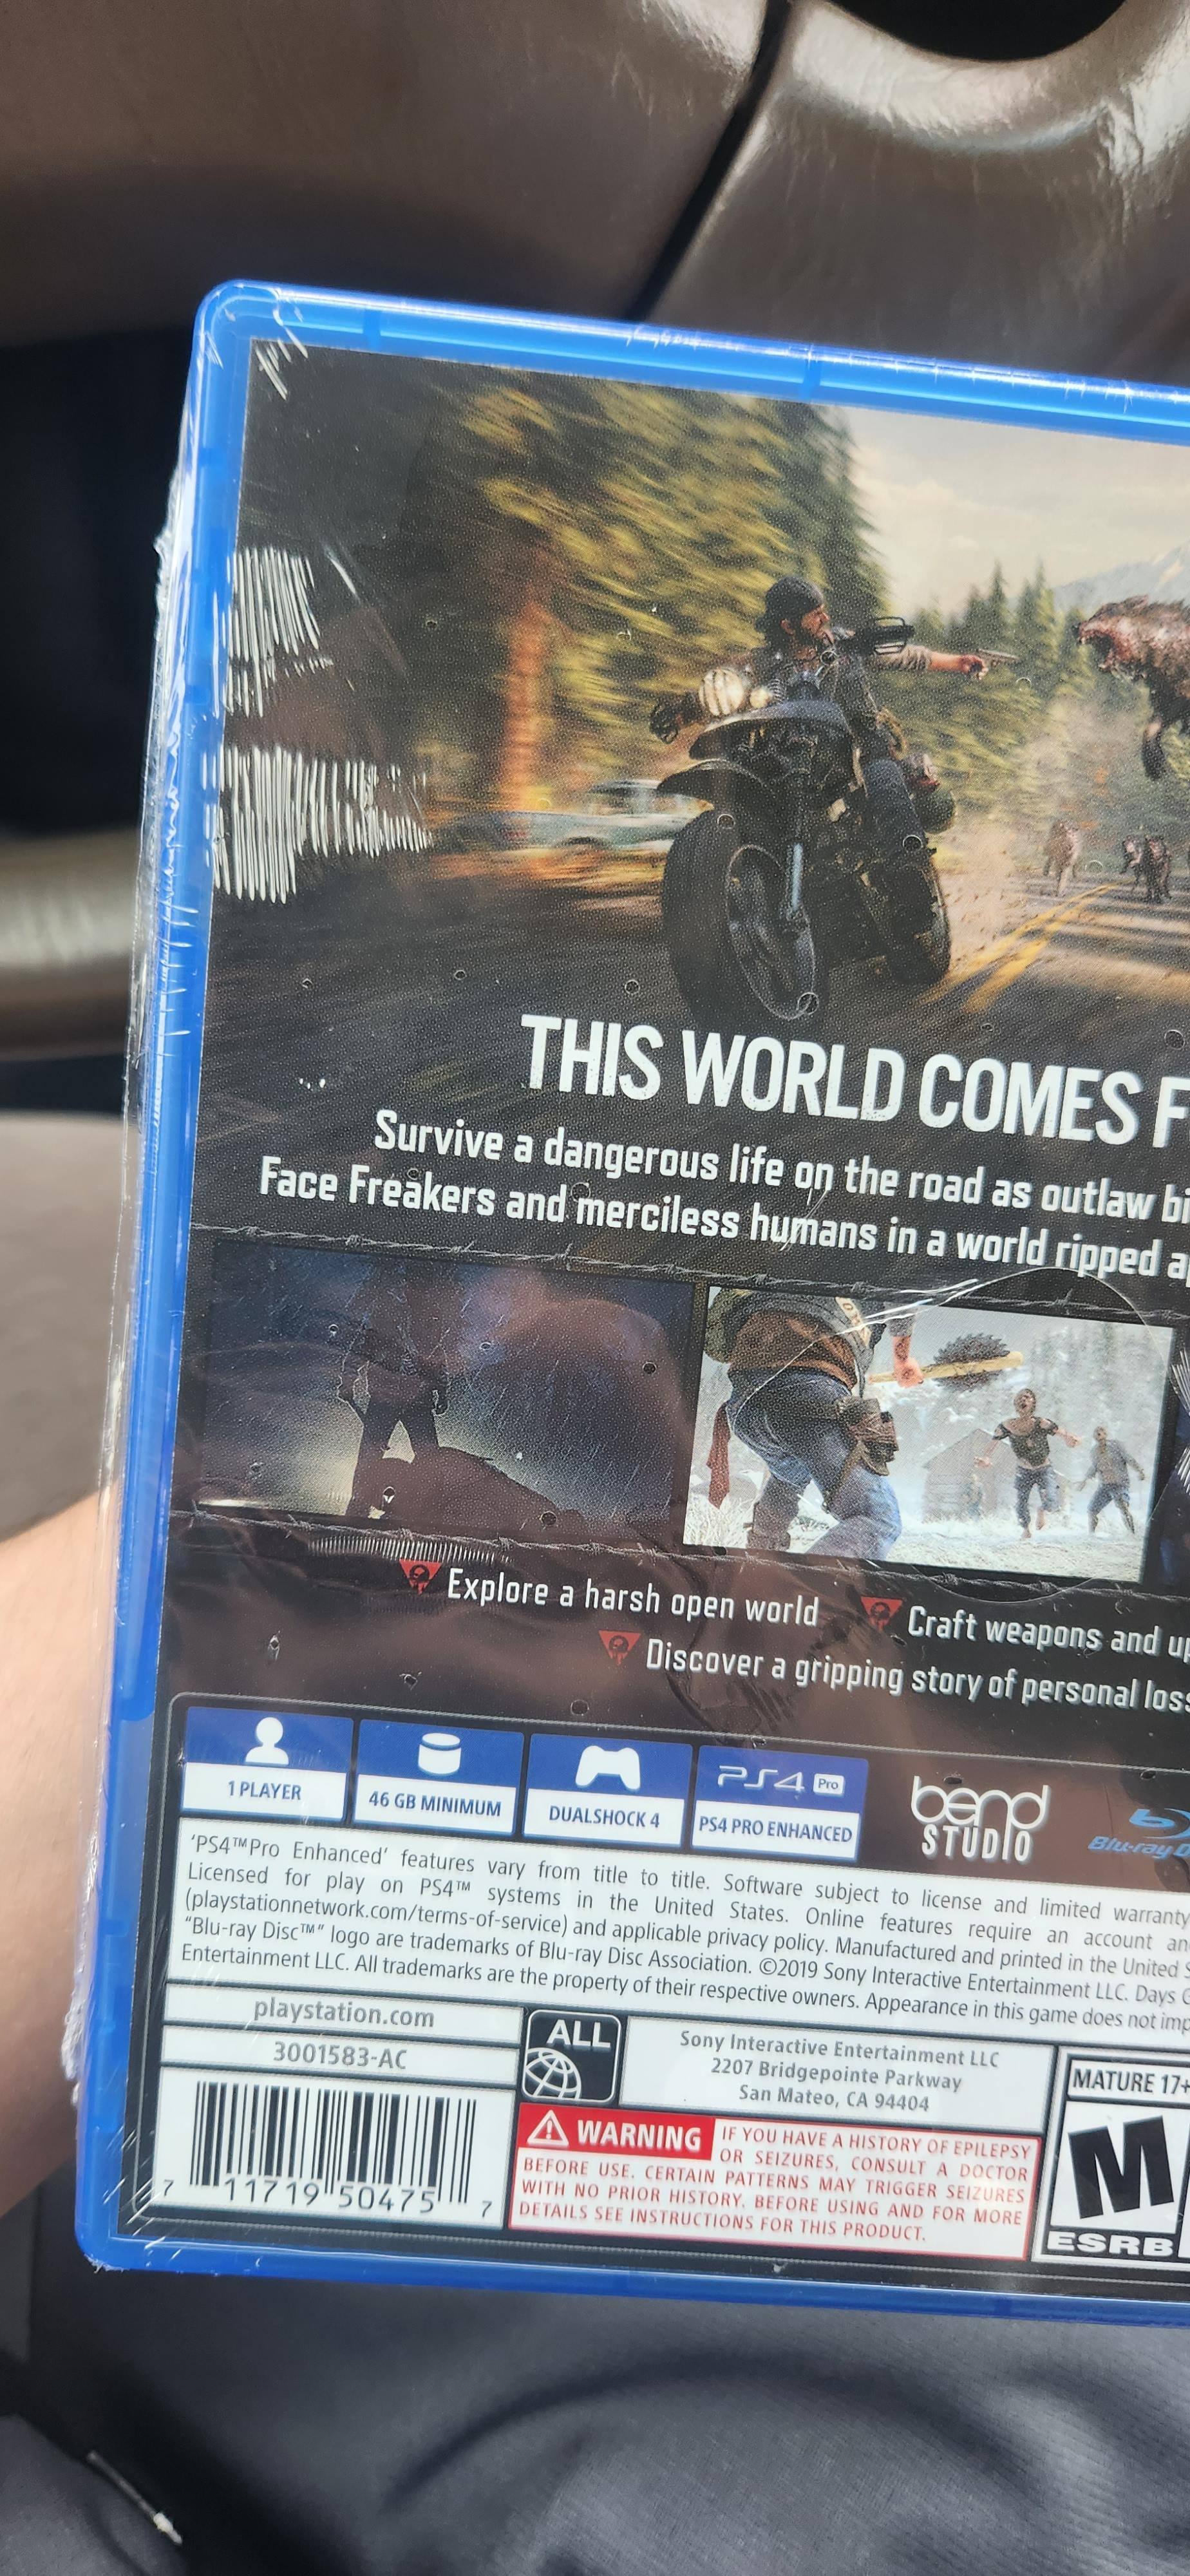 THIS WORLD COMES F
Survive a dangerous life on the road as outlaw bi
Face Freakers and merciless humans in a world ripped a
Explore a harsh open world
Craft weapons and up
Discover a gripping story of personal loss
1 PLAYER
46 GB MINIMUM
DUALSHOCK 4
PS4 Pro
PS4 PRO ENHANCED
bend
STUDIO
Blu-ray D
'PS4™Pro Enhanced' features vary from title to title. Software subject to license and limited warranty
Licensed for play on PS4™ systems in the United States. Online features require an account an
(playstationnetwork.com/terms-of-service) and applicable privacy policy. Manufactured and printed in the United S
"Blu-ray Disc™" logo are trademarks of Blu-ray Disc Association. ©2019 Sony Interactive Entertainment LLC. Days G
Entertainment LLC. All trademarks are the property of their respective owners. Appearance in this game does not imp
playstation.com
3001583-AC
7 11719 50475 7
ALL
Sony Interactive Entertainment LLC
2207 Bridgepointe Parkway
San Mateo, CA 94404
WARNING IF YOU HAVE A HISTORY OF EPILEPSY
OR SEIZURES, CONSULT A DOCTOR
BEFORE USE. CERTAIN PATTERNS MAY TRIGGER SEIZURES
WITH NO PRIOR HISTORY. BEFORE USING AND FOR MORE
DETAILS SEE INSTRUCTIONS FOR THIS PRODUCT.
MATURE 17+
M
ESRB